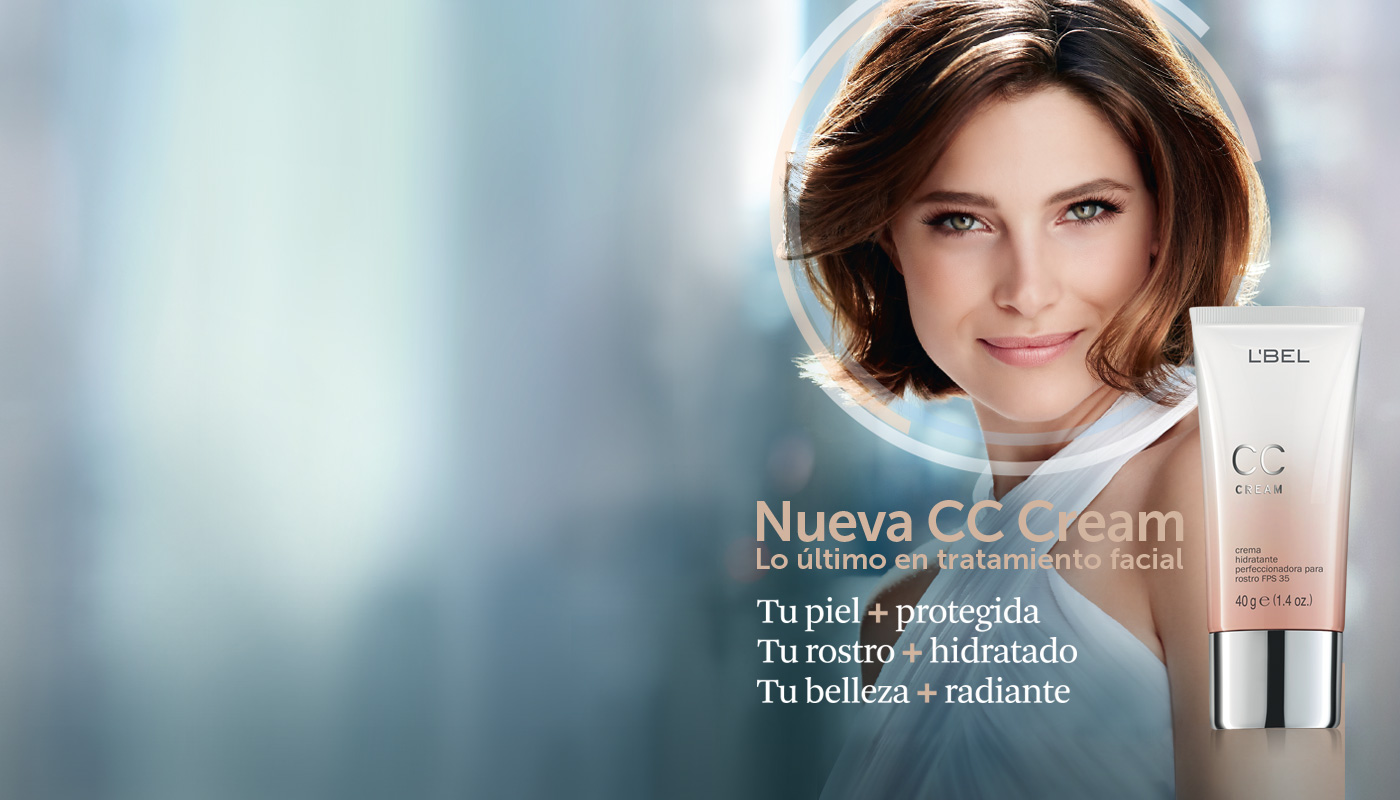 Nueva CC Cream
Lo último en tratamiento facial
Tu piel + protegida
Tu rostro + hidratado
Tu belleza + radiante
L'BEL
CC
CREAM
crema
hidratante
perfeccionadora para
rostro FPS 35
40 g ℮ (1.4 oz.)